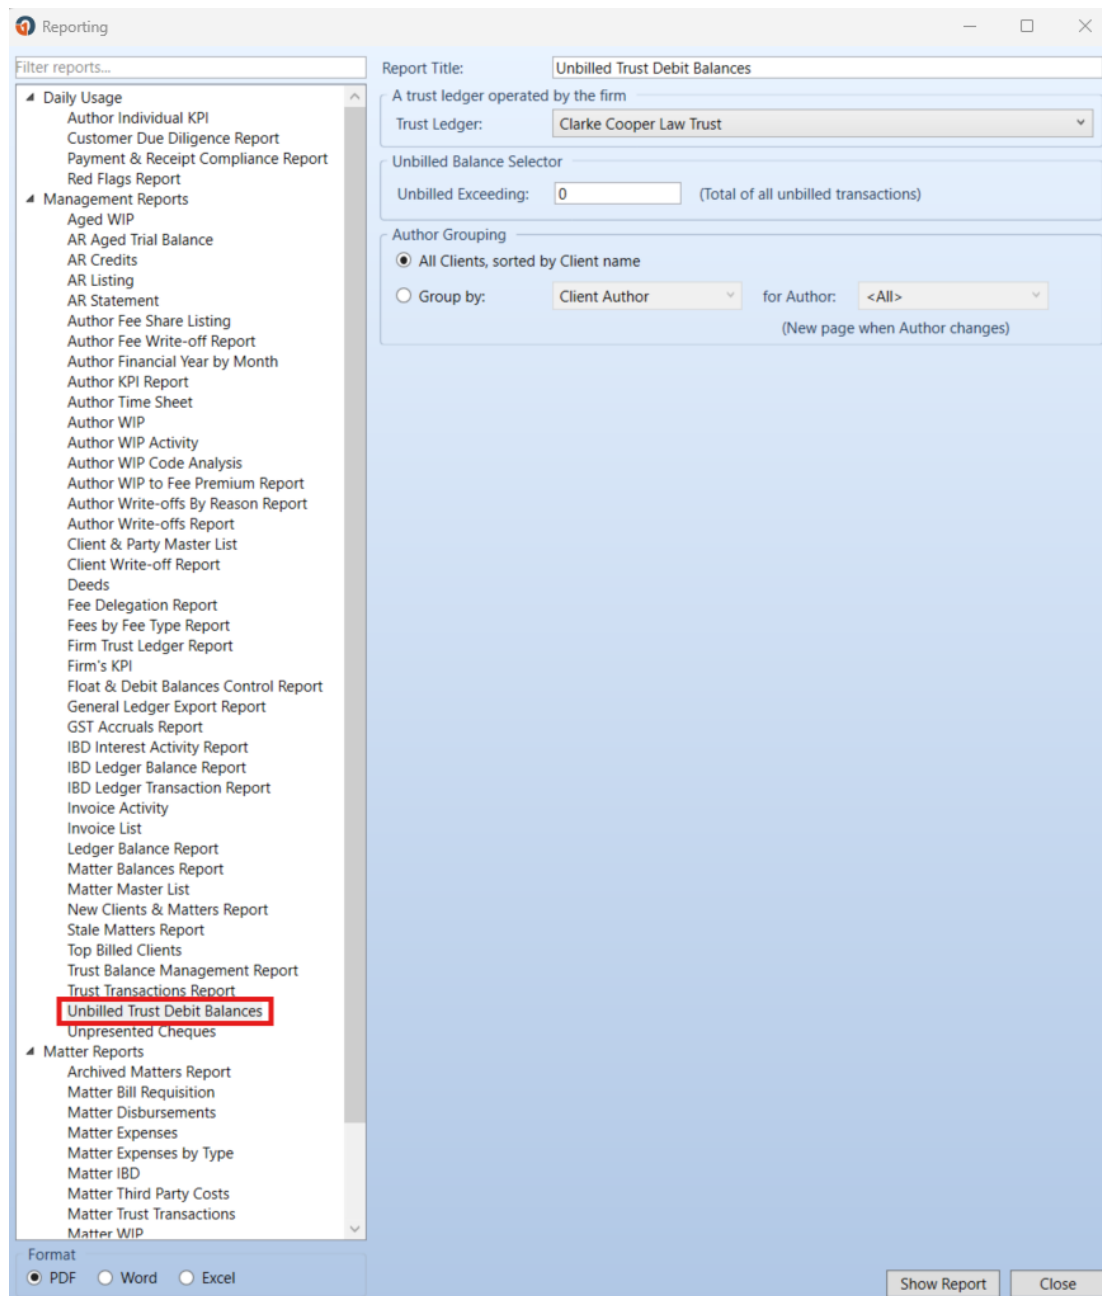 Reporting
Filter reports...
Daily Usage
Author Individual KPI
Customer Due Diligence Report
Payment & Receipt Compliance Report
Red Flags Report
Management Reports
Aged WIP
AR Aged Trial Balance
AR Credits
AR Listing
AR Statement
Author Fee Share Listing
Author Fee Write-off Report
Author Financial Year by Month
Author KPI Report
Author Time Sheet
Author WIP
Author WIP Activity
Author WIP Code Analysis
Author WIP to Fee Premium Report
Author Write-offs By Reason Report
Author Write-offs Report
Client & Party Master List
Client Write-off Report
Deeds
Fee Delegation Report
Fees by Fee Type Report
Firm Trust Ledger Report
Firm's KPI
Float & Debit Balances Control Report
General Ledger Export Report
GST Accruals Report
IBD Interest Activity Report
IBD Ledger Balance Report
IBD Ledger Transaction Report
Invoice Activity
Invoice List
Ledger Balance Report
Matter Balances Report
Matter Master List
New Clients & Matters Report
Stale Matters Report
Top Billed Clients
Trust Balance Management Report
Trust Transactions Report
Unbilled Trust Debit Balances
Unpresented Cheques
Matter Reports
Archived Matters Report
Matter Bill Requisition
Matter Disbursements
Matter Expenses
Matter Expenses by Type
Matter IBD
Matter Third Party Costs
Matter Trust Transactions
Matter WIP
Format
PDF Word Excel
Report Title: Unbilled Trust Debit Balances
A trust ledger operated by the firm
Trust Ledger: Clarke Cooper Law Trust
Unbilled Balance Selector
Unbilled Exceeding: 0 (Total of all unbilled transactions)
Author Grouping
All Clients, sorted by Client name
Group by: Client Author for Author: <All>
(New page when Author changes)
Show Report Close